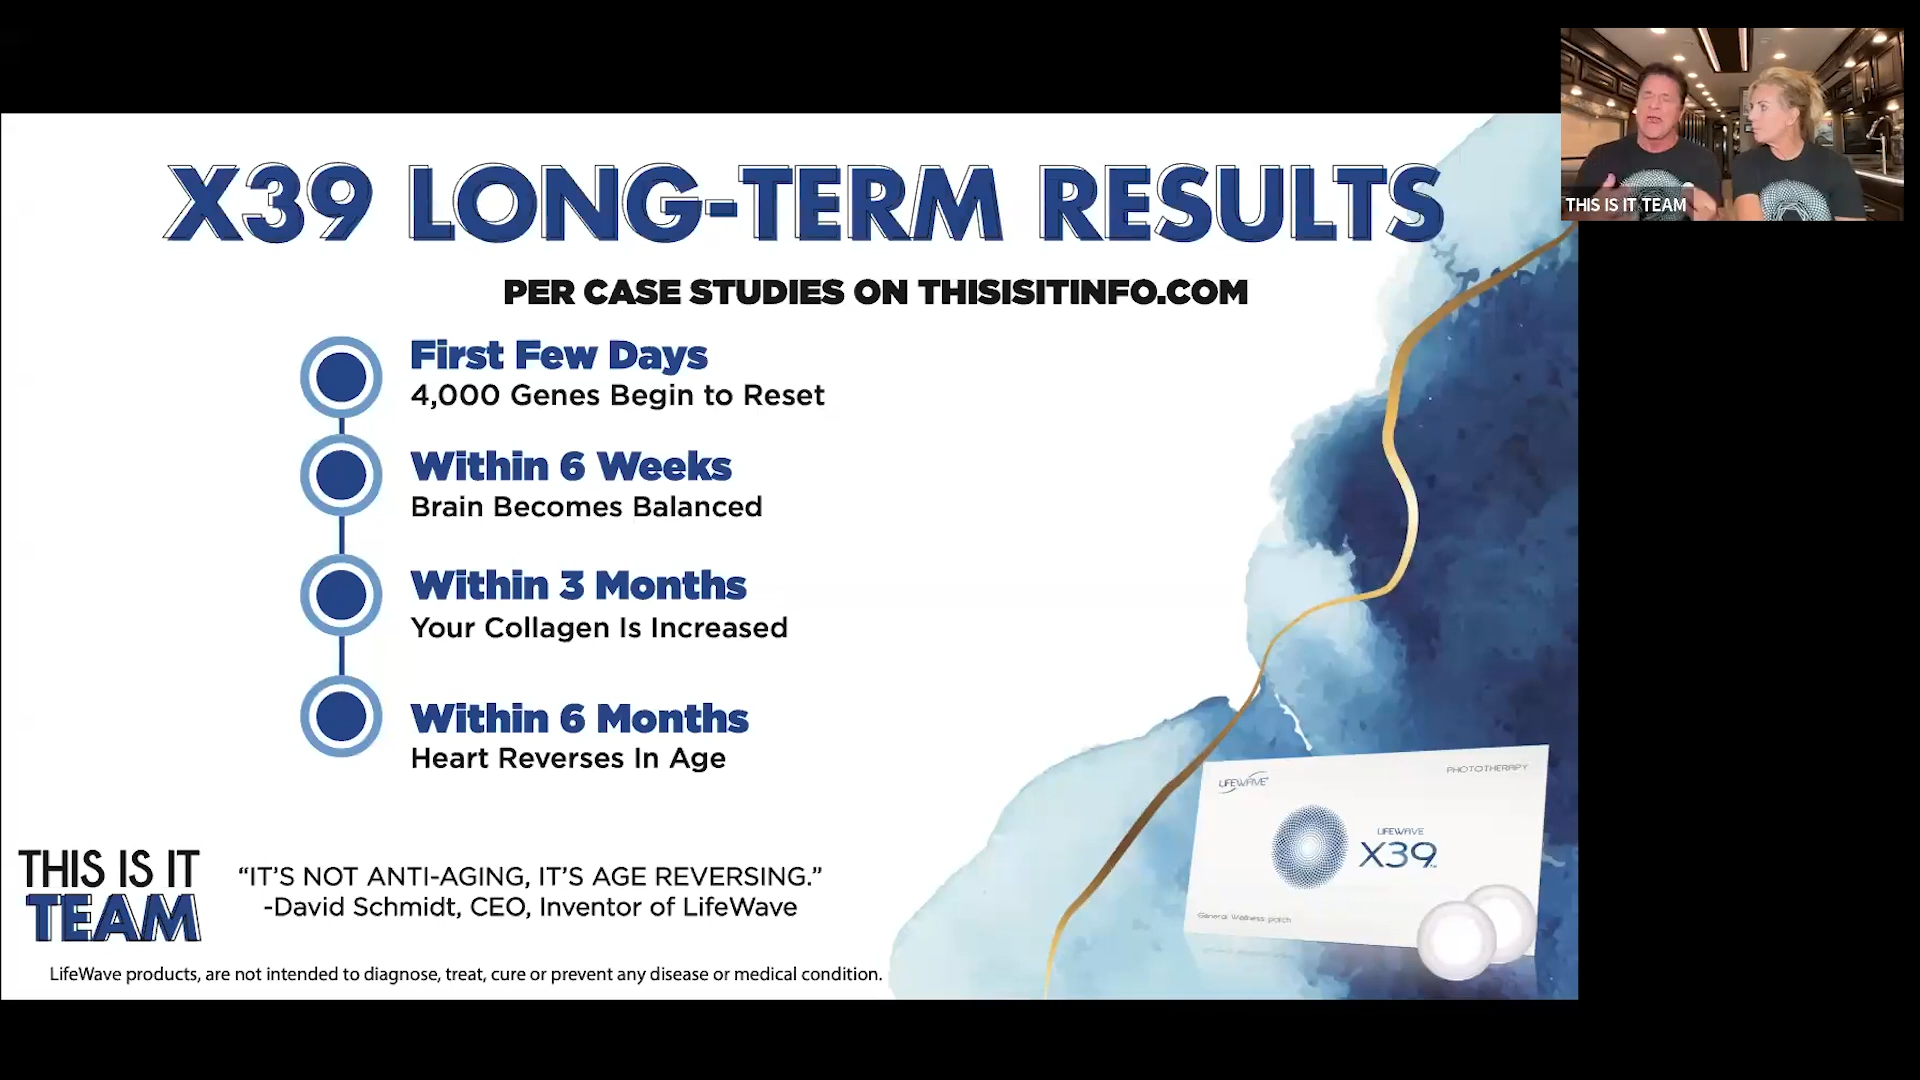 X39 LONG-TERM RESULTS
PER CASE STUDIES ON THISISITINFO.COM
First Few Days
4,000 Genes Begin to Reset
Within 6 Weeks
Brain Becomes Balanced
Within 3 Months
Your Collagen Is Increased
Within 6 Months
Heart Reverses In Age
THIS IS IT
TEAM
“IT’S NOT ANTI-AGING, IT’S AGE REVERSING.”
-David Schmidt, CEO, Inventor of LifeWave
LifeWave products, are not intended to diagnose, treat, cure or prevent any disease or medical condition.
LIFEWAVE
PHOTOTHERAPY
LIFEWAVE
X39
General Wellness patch
THIS IS IT TEAM